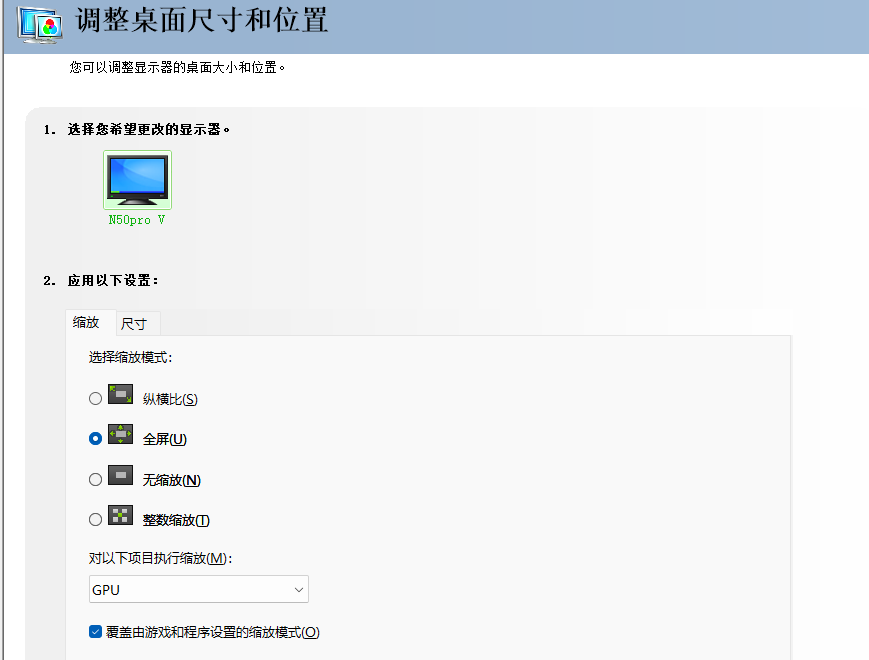 调整桌面尺寸和位置
您可以调整显示器的桌面大小和位置。
1. 选择您希望更改的显示器。
N50pro V
2. 应用以下设置:
缩放 尺寸
选择缩放模式:
纵横比(S)
全屏(U)
无缩放(N)
整数缩放(T)
对以下项目执行缩放(M):
GPU
覆盖由游戏和程序设置的缩放模式(O)